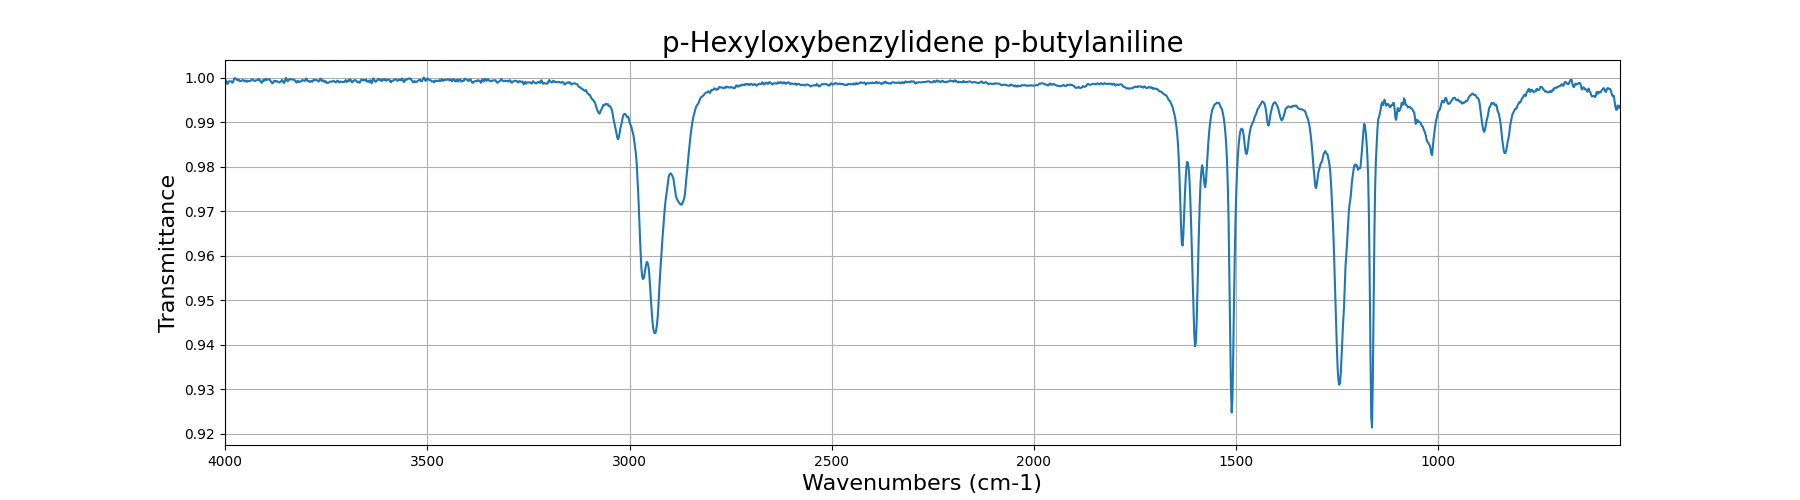 p-Hexyloxybenzylidene p-butylaniline
1.00
0.99
0.98
0.97
0.96
0.95
0.94
0.93
0.92
Transmittance
4000 3500 3000 2500 2000 1500 1000
Wavenumbers (cm-1)